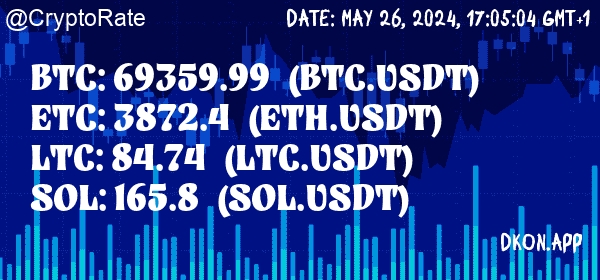 @CryptoRate
DATE: MAY 26, 2024, 17:05:04 GMT+1
BTC: 69359.99 (BTC.USDT)
ETC: 3872.4 (ETH.USDT)
LTC: 84.74 (LTC.USDT)
SOL: 165.8 (SOL.USDT)
DKON.APP